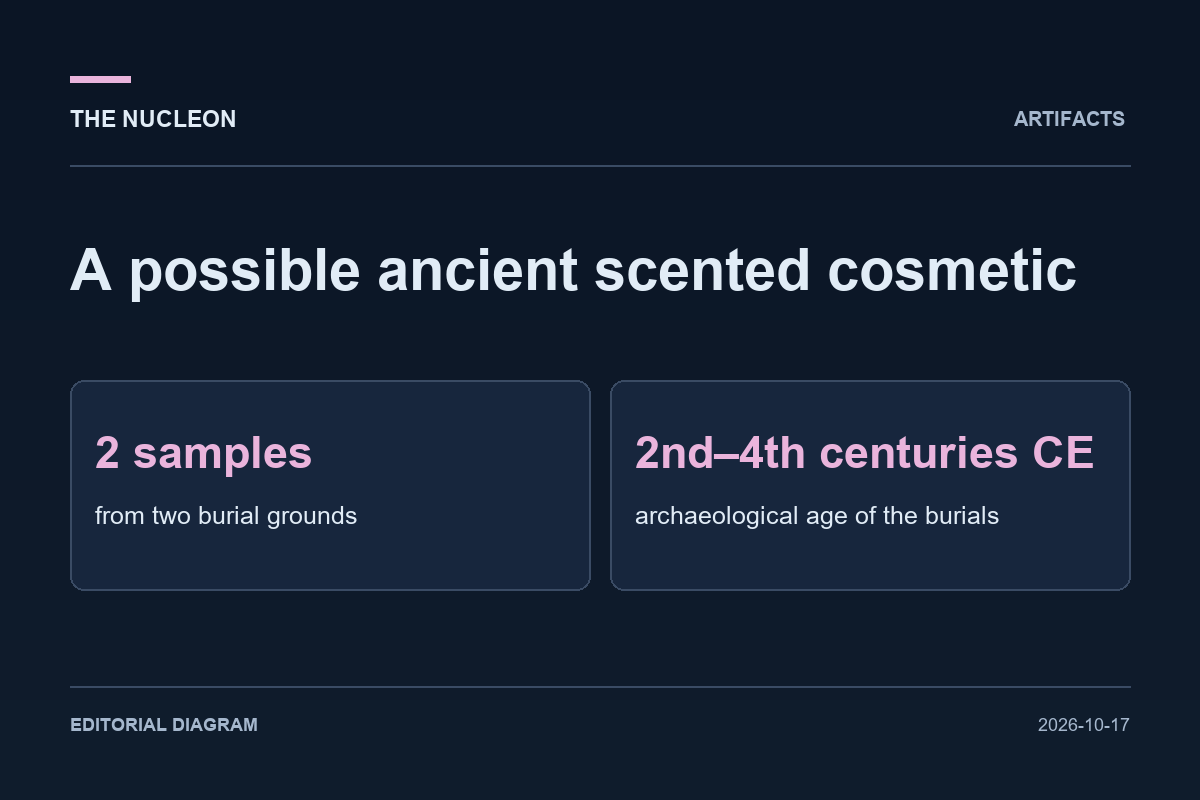 THE NUCLEON
ARTIFACTS
A possible ancient scented cosmetic
2 samples
from two burial grounds
2nd–4th centuries CE
archaeological age of the burials
EDITORIAL DIAGRAM
2026-10-17